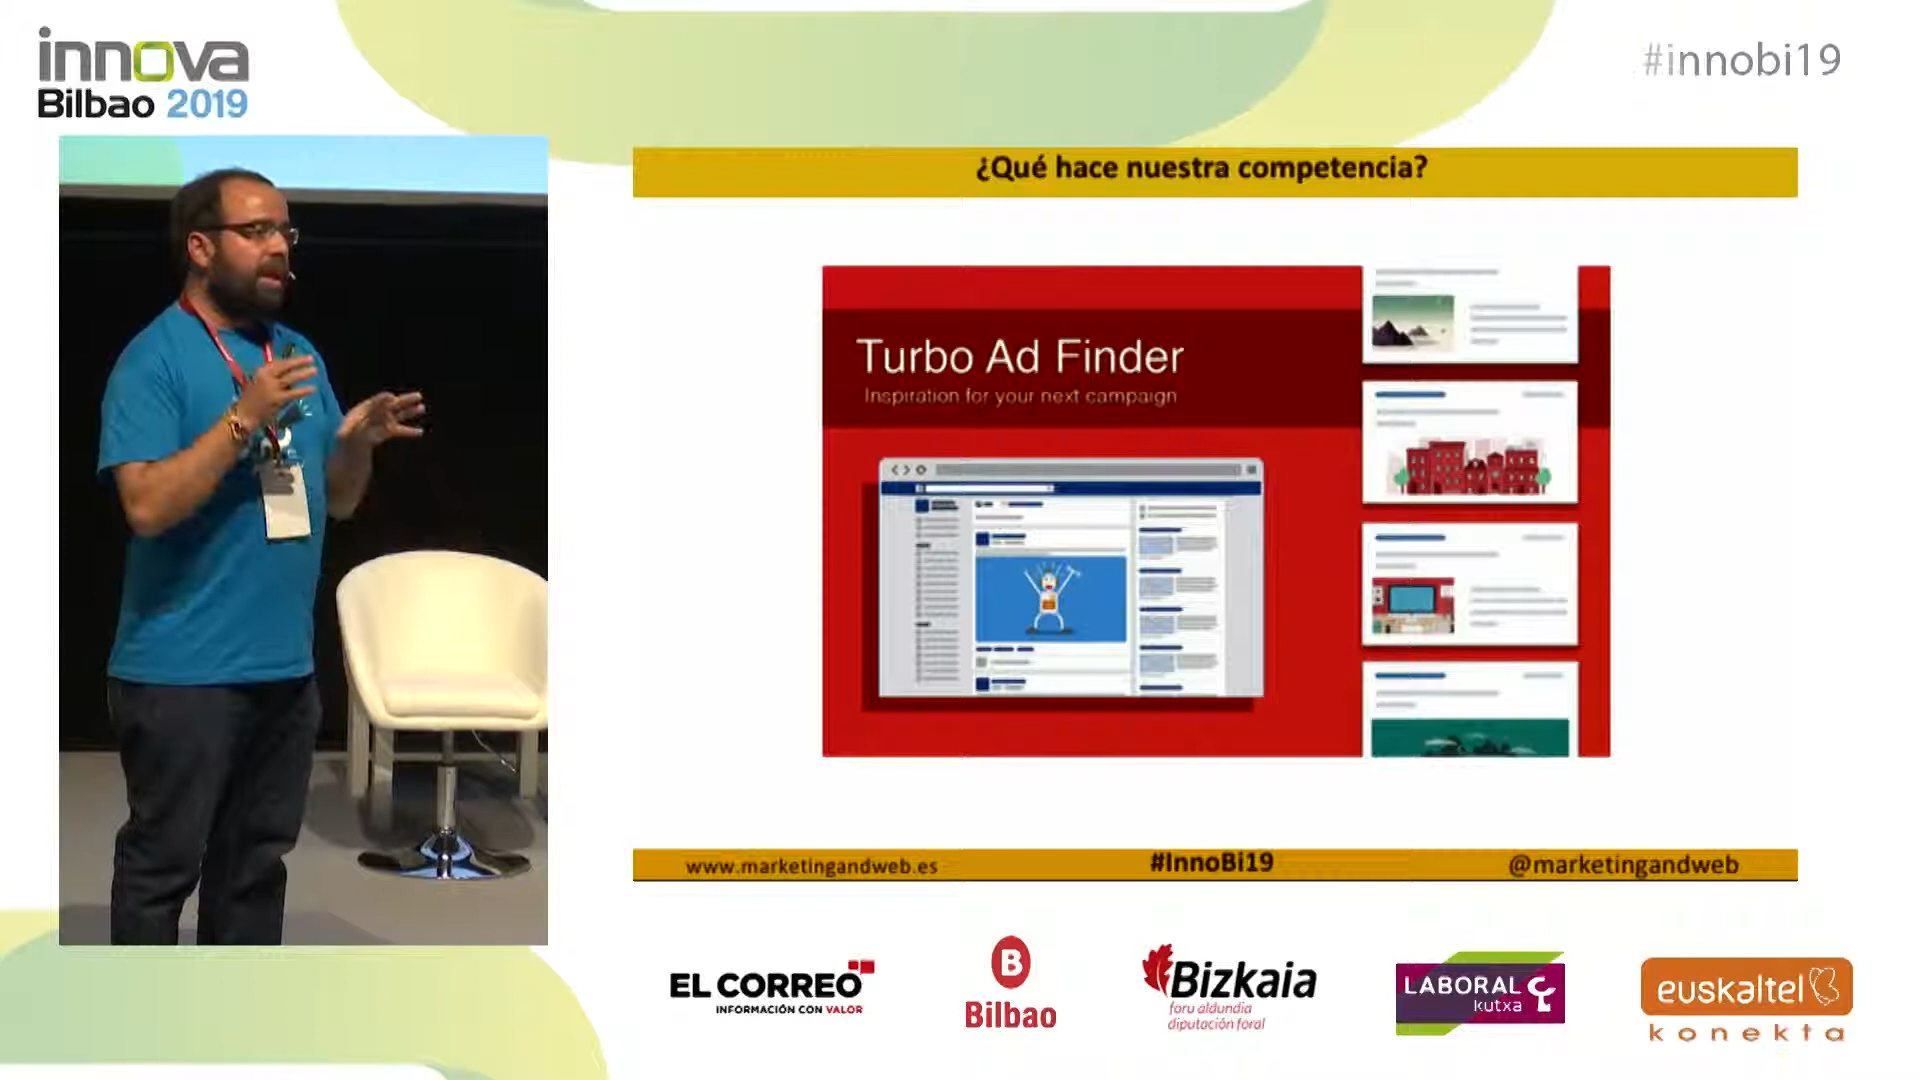 innova
Bilbao 2019
#innobi19
¿Qué hace nuestra competencia?
Turbo Ad Finder
Inspiration for your next campaign
www.marketingandweb.es
#InnoBi19
@marketingandweb
EL CORREO
INFORMACIÓN CON VALOR
B
Bilbao
Bizkaia
foru aldundia
diputación foral
LABORAL
kutxa
euskaltel
konekta